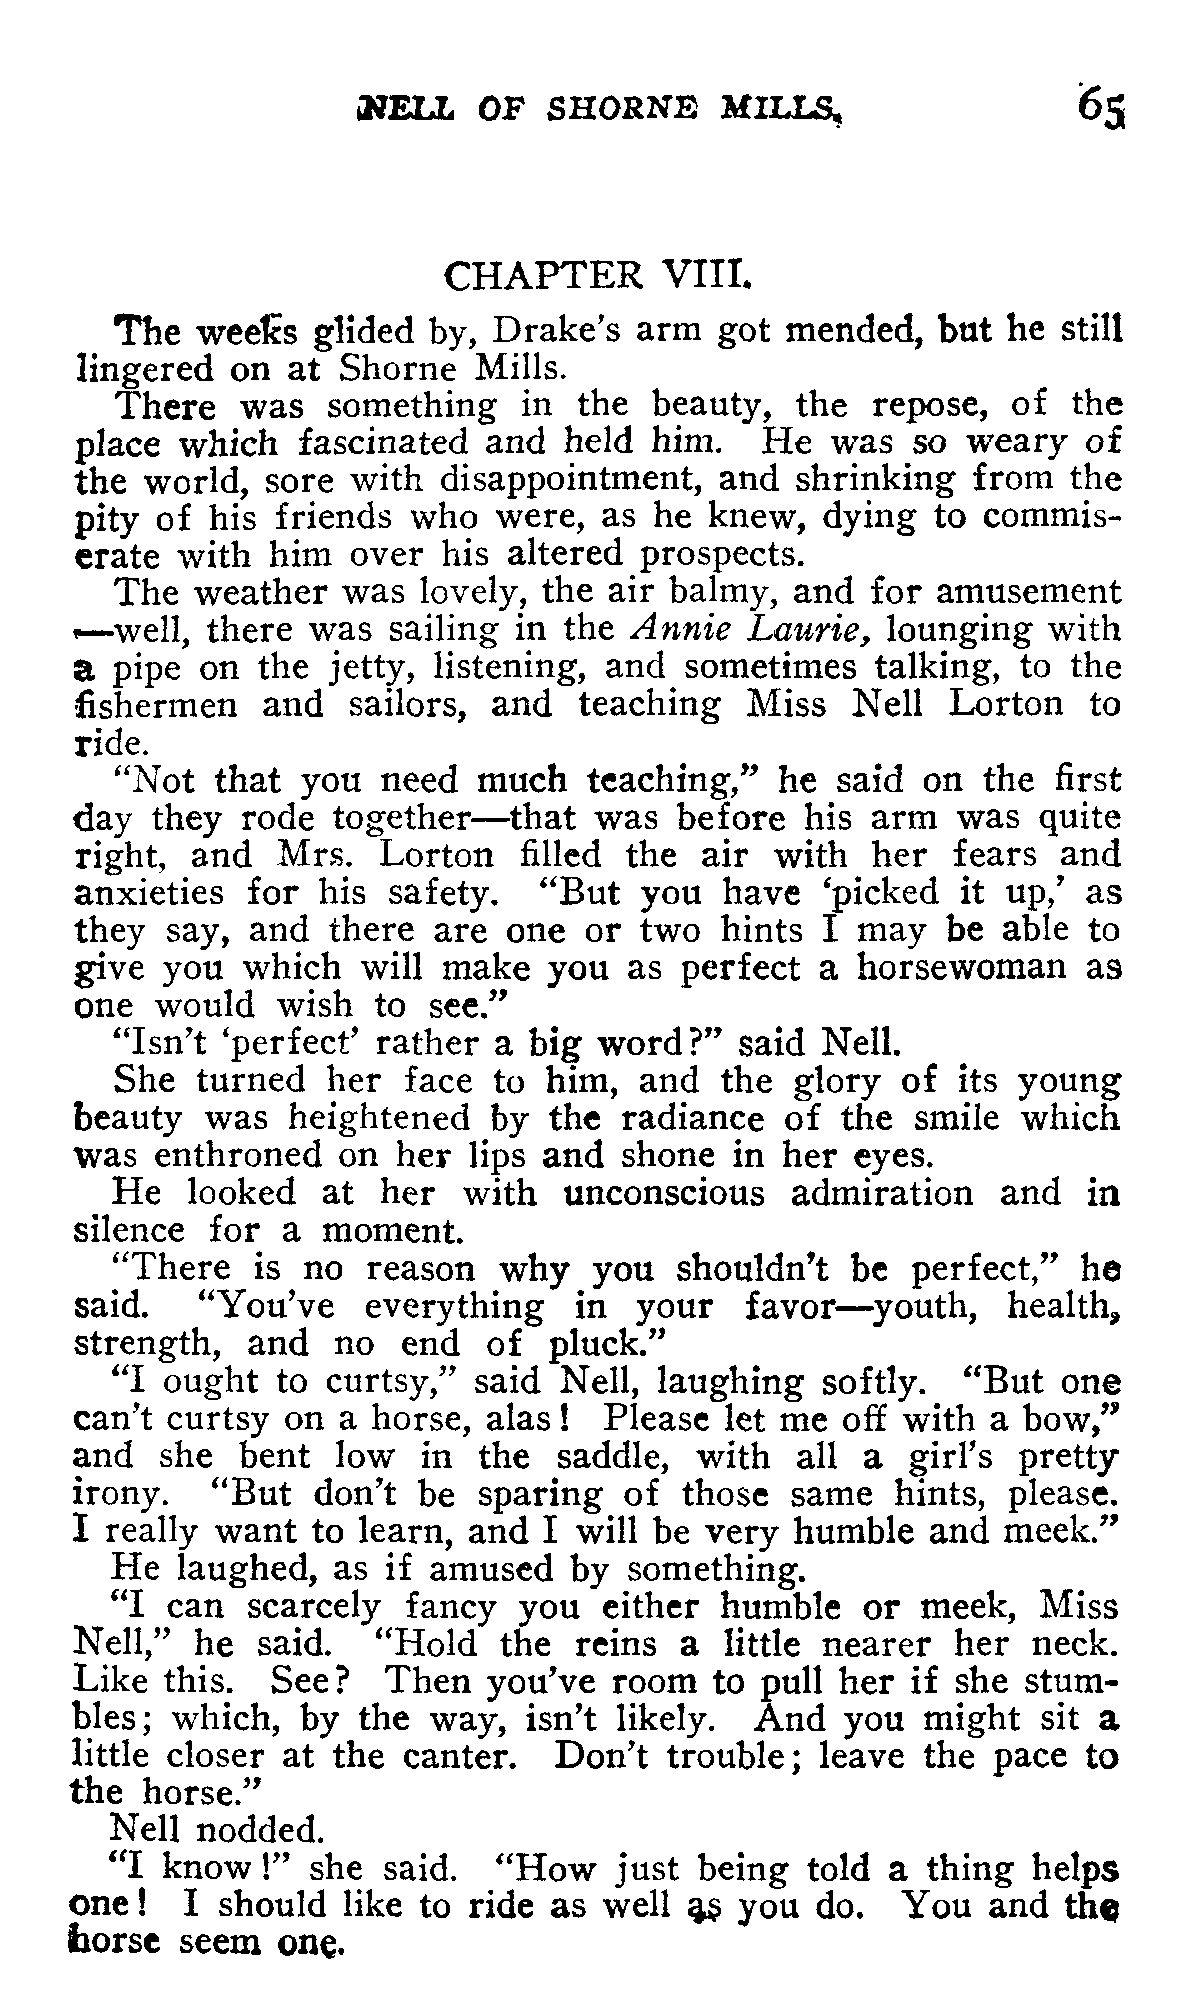 NELL OF SHORNE MILLS. 65
CHAPTER VIII.
The weeks glided by, Drake's arm got mended, but he still
lingered on at Shorne Mills.
There was something in the beauty, the repose, of the
place which fascinated and held him. He was so weary of
the world, sore with disappointment, and shrinking from the
pity of his friends who were, as he knew, dying to commis-
erate with him over his altered prospects.
The weather was lovely, the air balmy, and for amusement
—well, there was sailing in the Annie Laurie, lounging with
a pipe on the jetty, listening, and sometimes talking, to the
fishermen and sailors, and teaching Miss Nell Lorton to
ride.
"Not that you need much teaching," he said on the first
day they rode together—that was before his arm was quite
right, and Mrs. Lorton filled the air with her fears and
anxieties for his safety. "But you have 'picked it up,' as
they say, and there are one or two hints I may be able to
give you which will make you as perfect a horsewoman as
one would wish to see."
"Isn't 'perfect' rather a big word?" said Nell.
She turned her face to him, and the glory of its young
beauty was heightened by the radiance of the smile which
was enthroned on her lips and shone in her eyes.
He looked at her with unconscious admiration and in
silence for a moment.
"There is no reason why you shouldn't be perfect," he
said. "You've everything in your favor—youth, health,
strength, and no end of pluck."
"I ought to curtsy," said Nell, laughing softly. "But one
can't curtsy on a horse, alas! Please let me off with a bow,"
and she bent low in the saddle, with all a girl's pretty
irony. "But don't be sparing of those same hints, please.
I really want to learn, and I will be very humble and meek."
He laughed, as if amused by something.
"I can scarcely fancy you either humble or meek, Miss
Nell," he said. "Hold the reins a little nearer her neck.
Like this. See? Then you've room to pull her if she stum-
bles; which, by the way, isn't likely. And you might sit a
little closer at the canter. Don't trouble; leave the pace to
the horse."
Nell nodded.
"I know!" she said. "How just being told a thing helps
one! I should like to ride as well as you do. You and the
horse seem one.